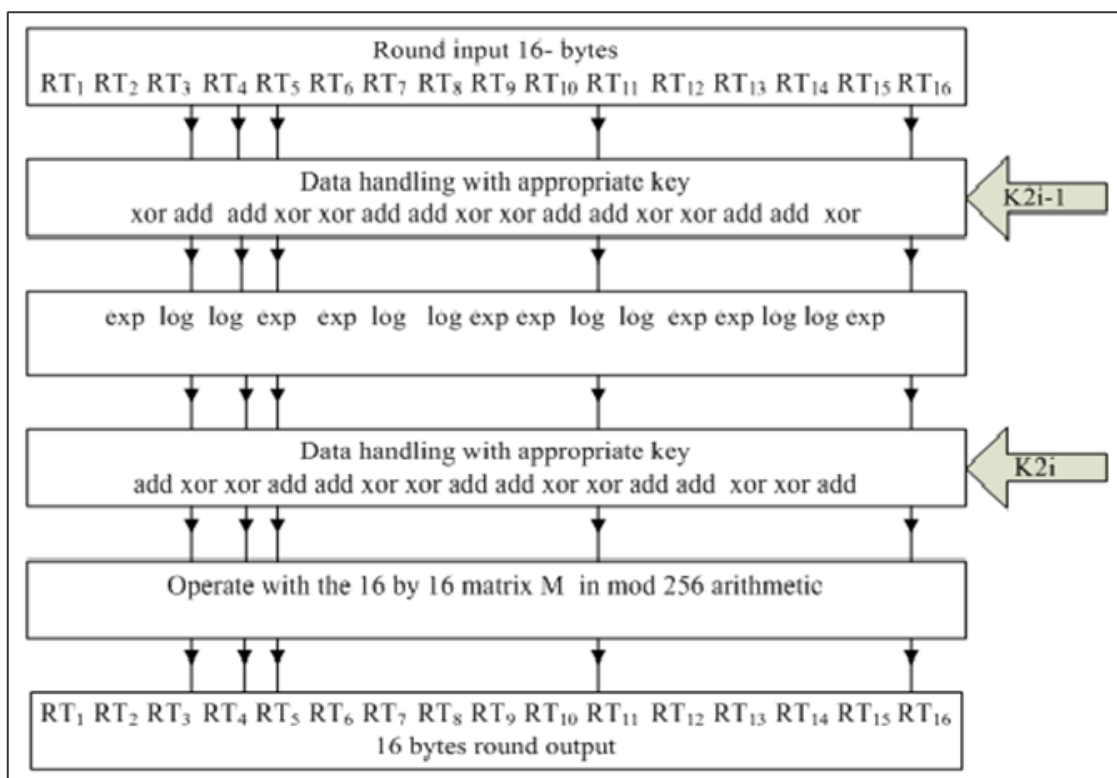 Round input 16- bytes
RT₁ RT₂ RT₃ RT₄ RT₅ RT₆ RT₇ RT₈ RT₉ RT₁₀ RT₁₁ RT₁₂ RT₁₃ RT₁₄ RT₁₅ RT₁₆
Data handling with appropriate key
xor add add xor xor add add xor xor add add xor xor add add xor
K2i-1
exp log log exp exp log log exp exp log log exp exp log log exp
Data handling with appropriate key
add xor xor add add xor xor add add xor xor add add xor xor add
K2i
Operate with the 16 by 16 matrix M in mod 256 arithmetic
RT₁ RT₂ RT₃ RT₄ RT₅ RT₆ RT₇ RT₈ RT₉ RT₁₀ RT₁₁ RT₁₂ RT₁₃ RT₁₄ RT₁₅ RT₁₆
16 bytes round output